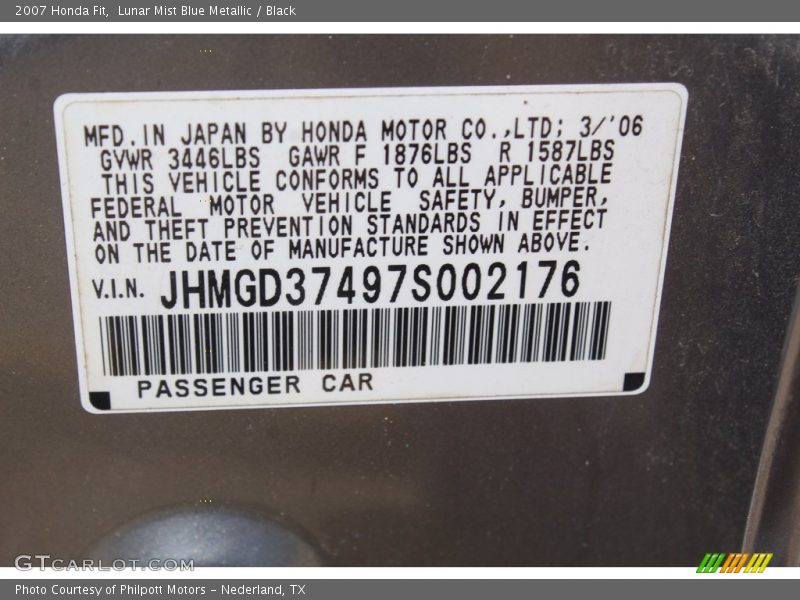 2007 Honda Fit,  Lunar Mist Blue Metallic / Black
MFD. IN JAPAN BY HONDA MOTOR CO.,LTD; 3/'06
GVWR 3446LBS GAWR F 1876LBS R 1587LBS
THIS VEHICLE CONFORMS TO ALL APPLICABLE
FEDERAL MOTOR VEHICLE SAFETY, BUMPER,
AND THEFT PREVENTION STANDARDS IN EFFECT
ON THE DATE OF MANUFACTURE SHOWN ABOVE.
V.I.N. JHMGD37497S002176
PASSENGER CAR
GTCARLOT.COM
Photo Courtesy of Philpott Motors - Nederland, TX